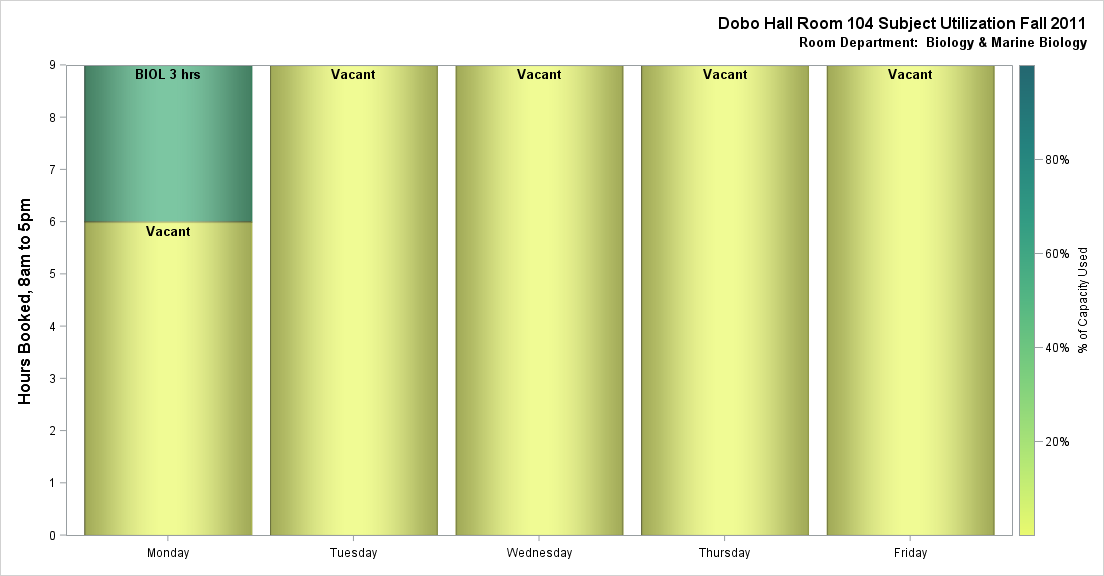 Dobo Hall Room 104 Subject Utilization Fall 2011
Room Department:  Biology & Marine Biology
Hours Booked, 8am to 5pm
9
8
7
6
5
4
3
2
1
0
BIOL 3 hrs
Vacant
Vacant
Vacant
Vacant
Vacant
Monday
Tuesday
Wednesday
Thursday
Friday
80%
60%
40%
20%
% of Capacity Used